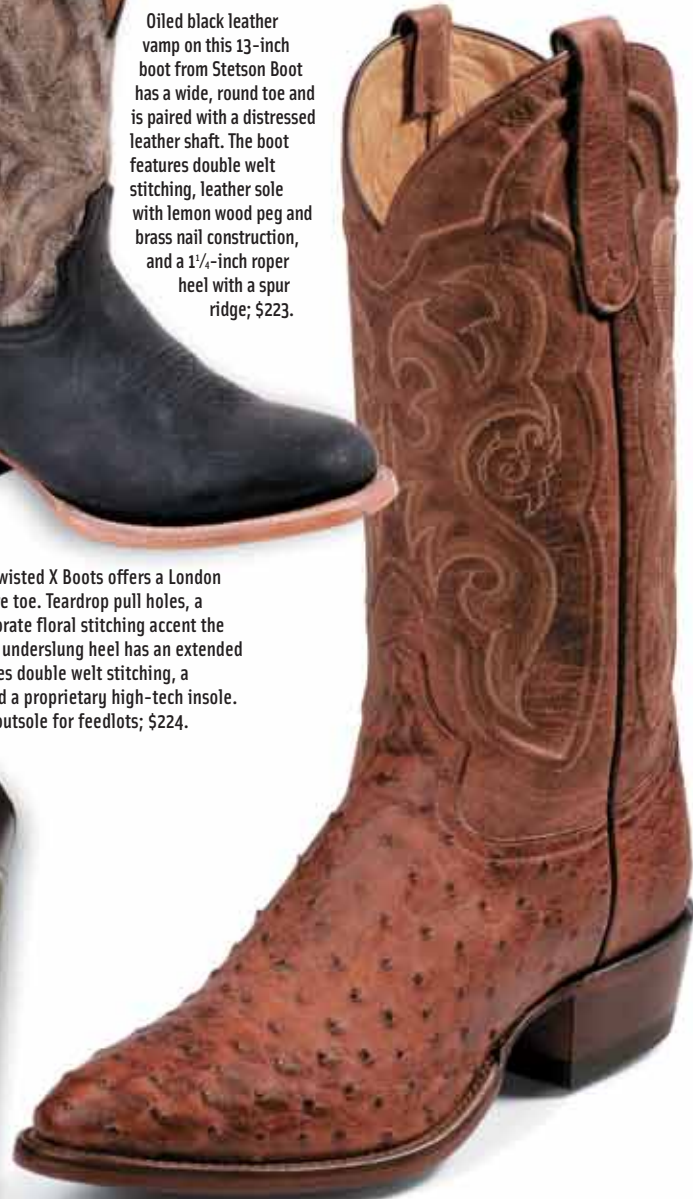 Oiled black leather
vamp on this 13-inch
boot from Stetson Boot
has a wide, round toe and
is paired with a distressed
leather shaft. The boot
features double welt
stitching, leather sole
with lemon wood peg and
brass nail construction,
and a 1¼-inch roper
heel with a spur
ridge; $223.
wisted X Boots offers a London
e toe. Teardrop pull holes, a
orate floral stitching accent the
underslung heel has an extended
es double welt stitching, a
d a proprietary high-tech insole.
outsole for feedlots; $224.